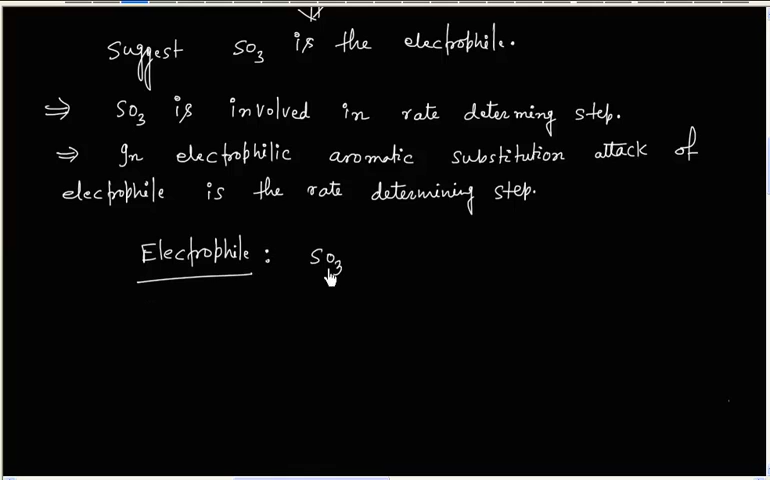 Suggest SO3 is the electrophile.
⇒ SO3 is involved in rate determing step.
⇒ In electrophilic aromatic substitution attack of
electrophile is the rate determining step.
Electrophile : SO3